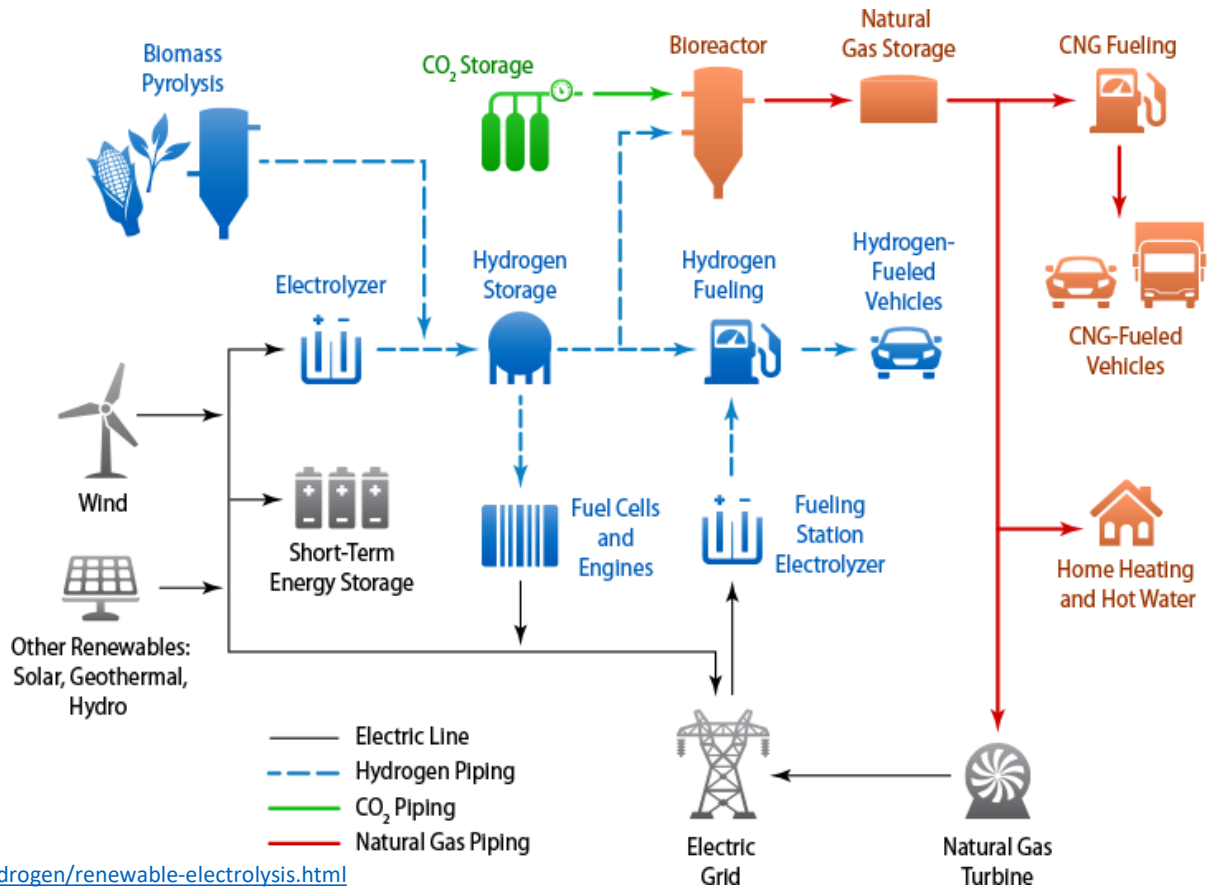 Biomass
Pyrolysis
CO₂ Storage
Bioreactor
Natural
Gas Storage
CNG Fueling
Electrolyzer
Hydrogen
Storage
Hydrogen
Fueling
Hydrogen-
Fueled
Vehicles
CNG-Fueled
Vehicles
+ −
Wind
+ + +
− − −
Short-Term
Energy Storage
Fuel Cells
and
Engines
+ −
Fueling
Station
Electrolyzer
Home Heating
and Hot Water
Other Renewables:
Solar, Geothermal,
Hydro
Electric Line
Hydrogen Piping
CO₂ Piping
Natural Gas Piping
Electric
Grid
Natural Gas
Turbine
drogen/renewable-electrolysis.html